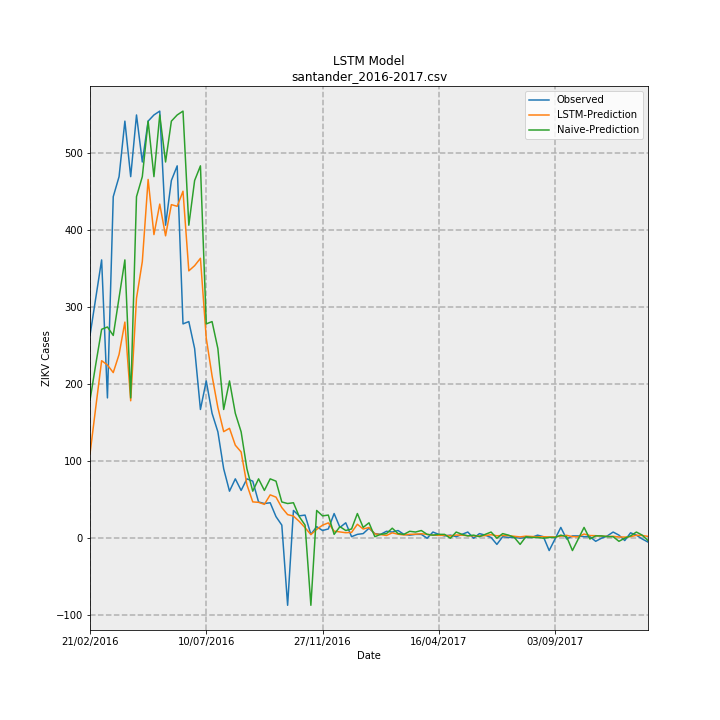 LSTM Model
santander_2016-2017.csv
Observed
LSTM-Prediction
Naive-Prediction
ZIKV Cases
500
400
300
200
100
0
−100
21/02/2016
10/07/2016
27/11/2016
16/04/2017
03/09/2017
Date